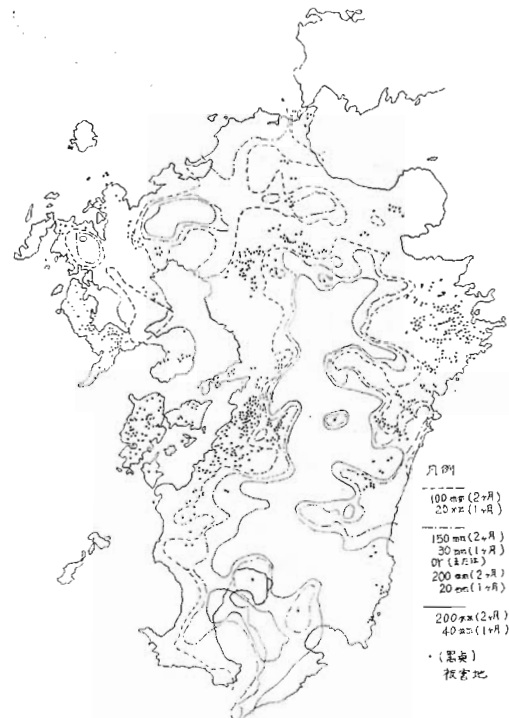 凡例
100 mm (2ヶ月)
20 mm (1ヶ月)
150 mm (2ヶ月)
30 mm (1ヶ月)
or (または)
200 mm (2ヶ月)
20 mm (1ヶ月)
200 mm (2ヶ月)
40 mm (1ヶ月)
・(黒点)
被害地